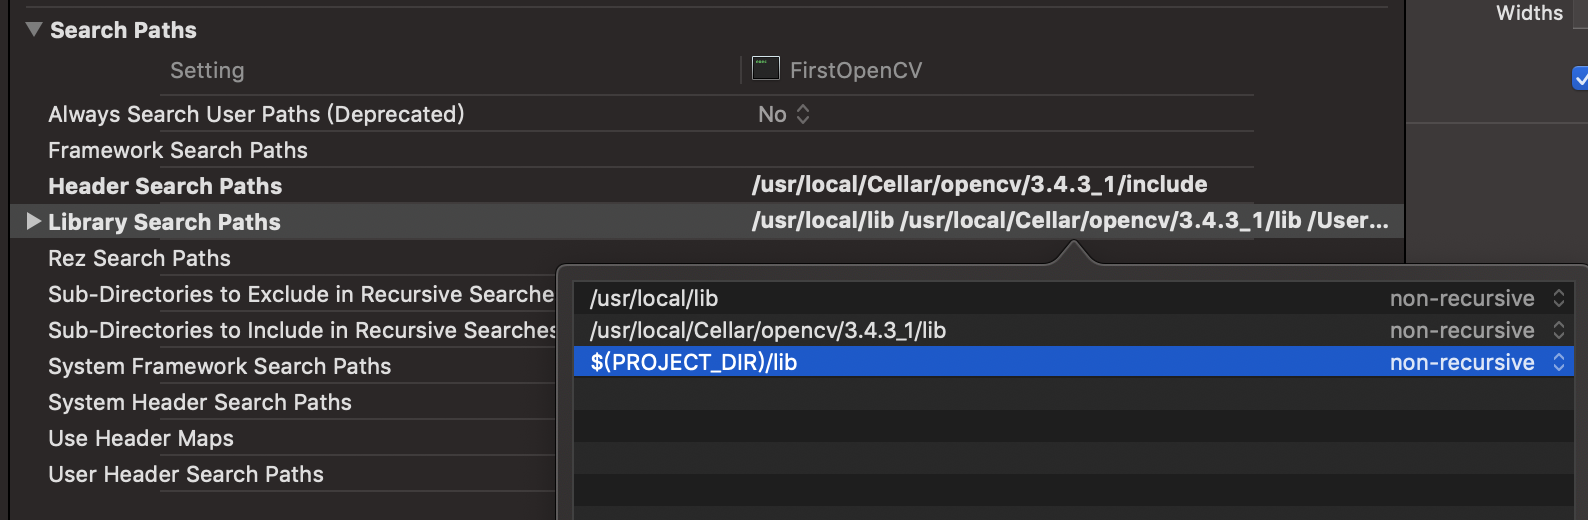 Widths
Search Paths
Setting FirstOpenCV
Always Search User Paths (Deprecated) No
Framework Search Paths
Header Search Paths /usr/local/Cellar/opencv/3.4.3_1/include
Library Search Paths /usr/local/lib /usr/local/Cellar/opencv/3.4.3_1/lib /User...
Rez Search Paths
Sub-Directories to Exclude in Recursive Searche
/usr/local/lib non-recursive
Sub-Directories to Include in Recursive Searches
/usr/local/Cellar/opencv/3.4.3_1/lib non-recursive
System Framework Search Paths
$(PROJECT_DIR)/lib non-recursive
System Header Search Paths
Use Header Maps
User Header Search Paths